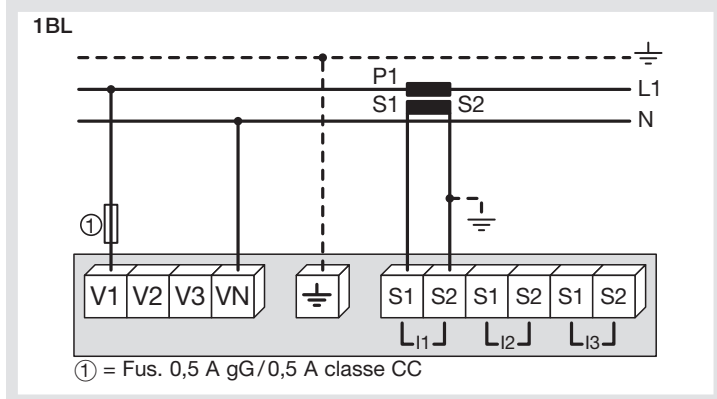 1BL
P1
L1
S1 S2
N
①
V1 V2 V3 VN S1 S2 S1 S2 S1 S2
I1 I2 I3
① = Fus. 0,5 A gG/0,5 A classe CC